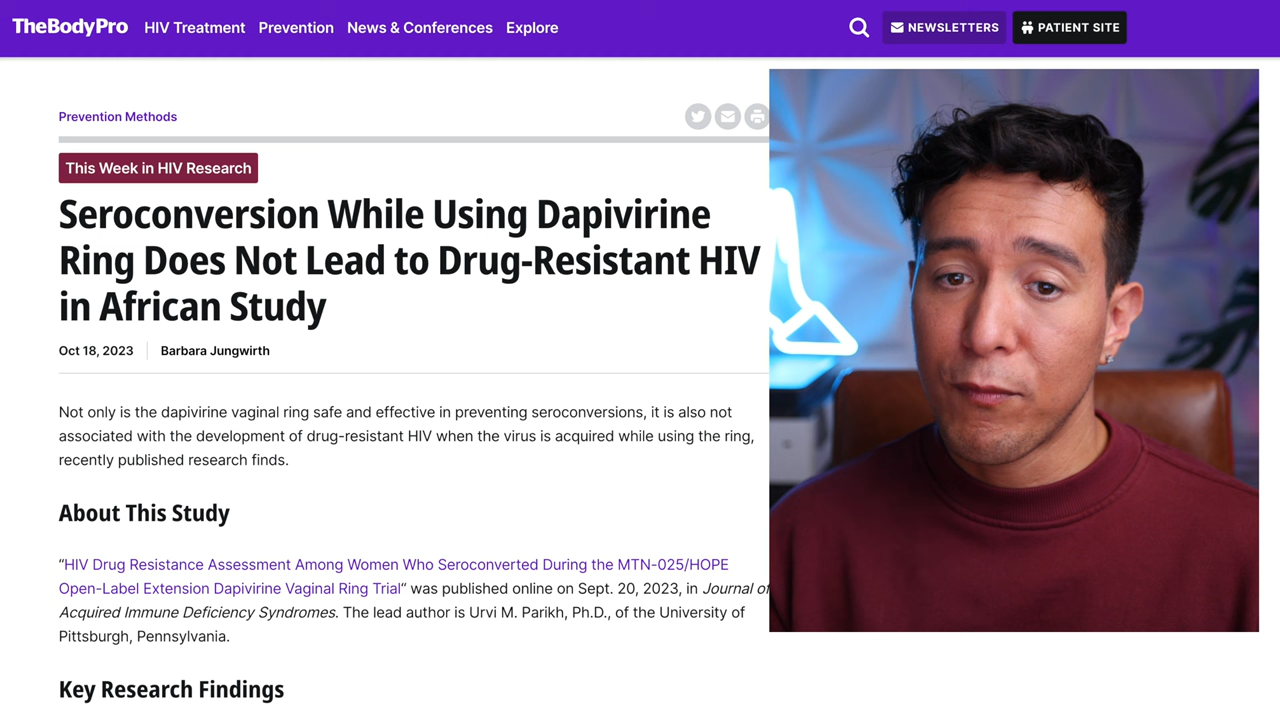 TheBodyPro HIV Treatment Prevention News & Conferences Explore NEWSLETTERS PATIENT SITE
Prevention Methods
This Week in HIV Research
Seroconversion While Using Dapivirine
Ring Does Not Lead to Drug-Resistant HIV
in African Study
Oct 18, 2023 Barbara Jungwirth
Not only is the dapivirine vaginal ring safe and effective in preventing seroconversions, it is also not
associated with the development of drug-resistant HIV when the virus is acquired while using the ring,
recently published research finds.
About This Study
“HIV Drug Resistance Assessment Among Women Who Seroconverted During the MTN-025/HOPE
Open-Label Extension Dapivirine Vaginal Ring Trial“ was published online on Sept. 20, 2023, in Journal of
Acquired Immune Deficiency Syndromes. The lead author is Urvi M. Parikh, Ph.D., of the University of
Pittsburgh, Pennsylvania.
Key Research Findings